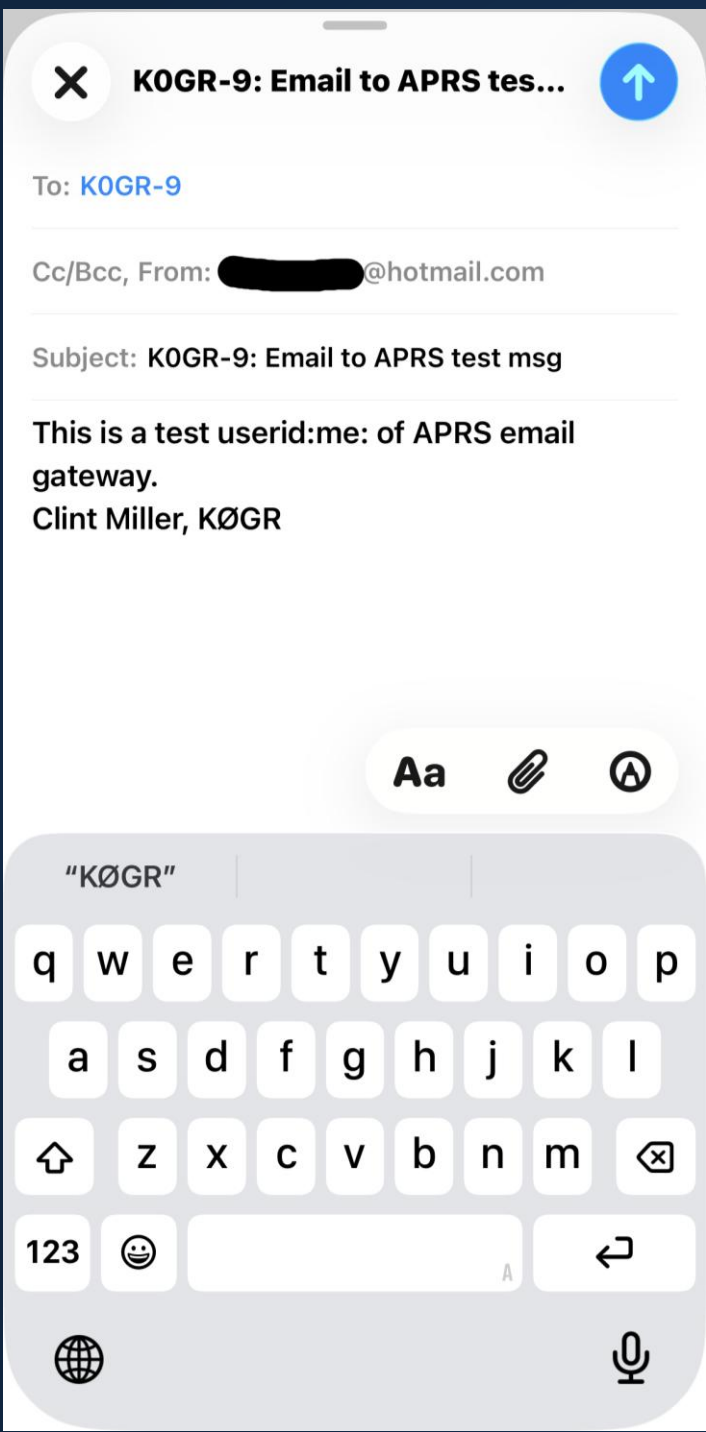 K0GR-9: Email to APRS tes...
To: K0GR-9
Cc/Bcc, From: @hotmail.com
Subject: K0GR-9: Email to APRS test msg
This is a test userid:me: of APRS email
gateway.
Clint Miller, KØGR
Aa
“KØGR”
q w e r t y u i o p
a s d f g h j k l
z x c v b n m
123
A